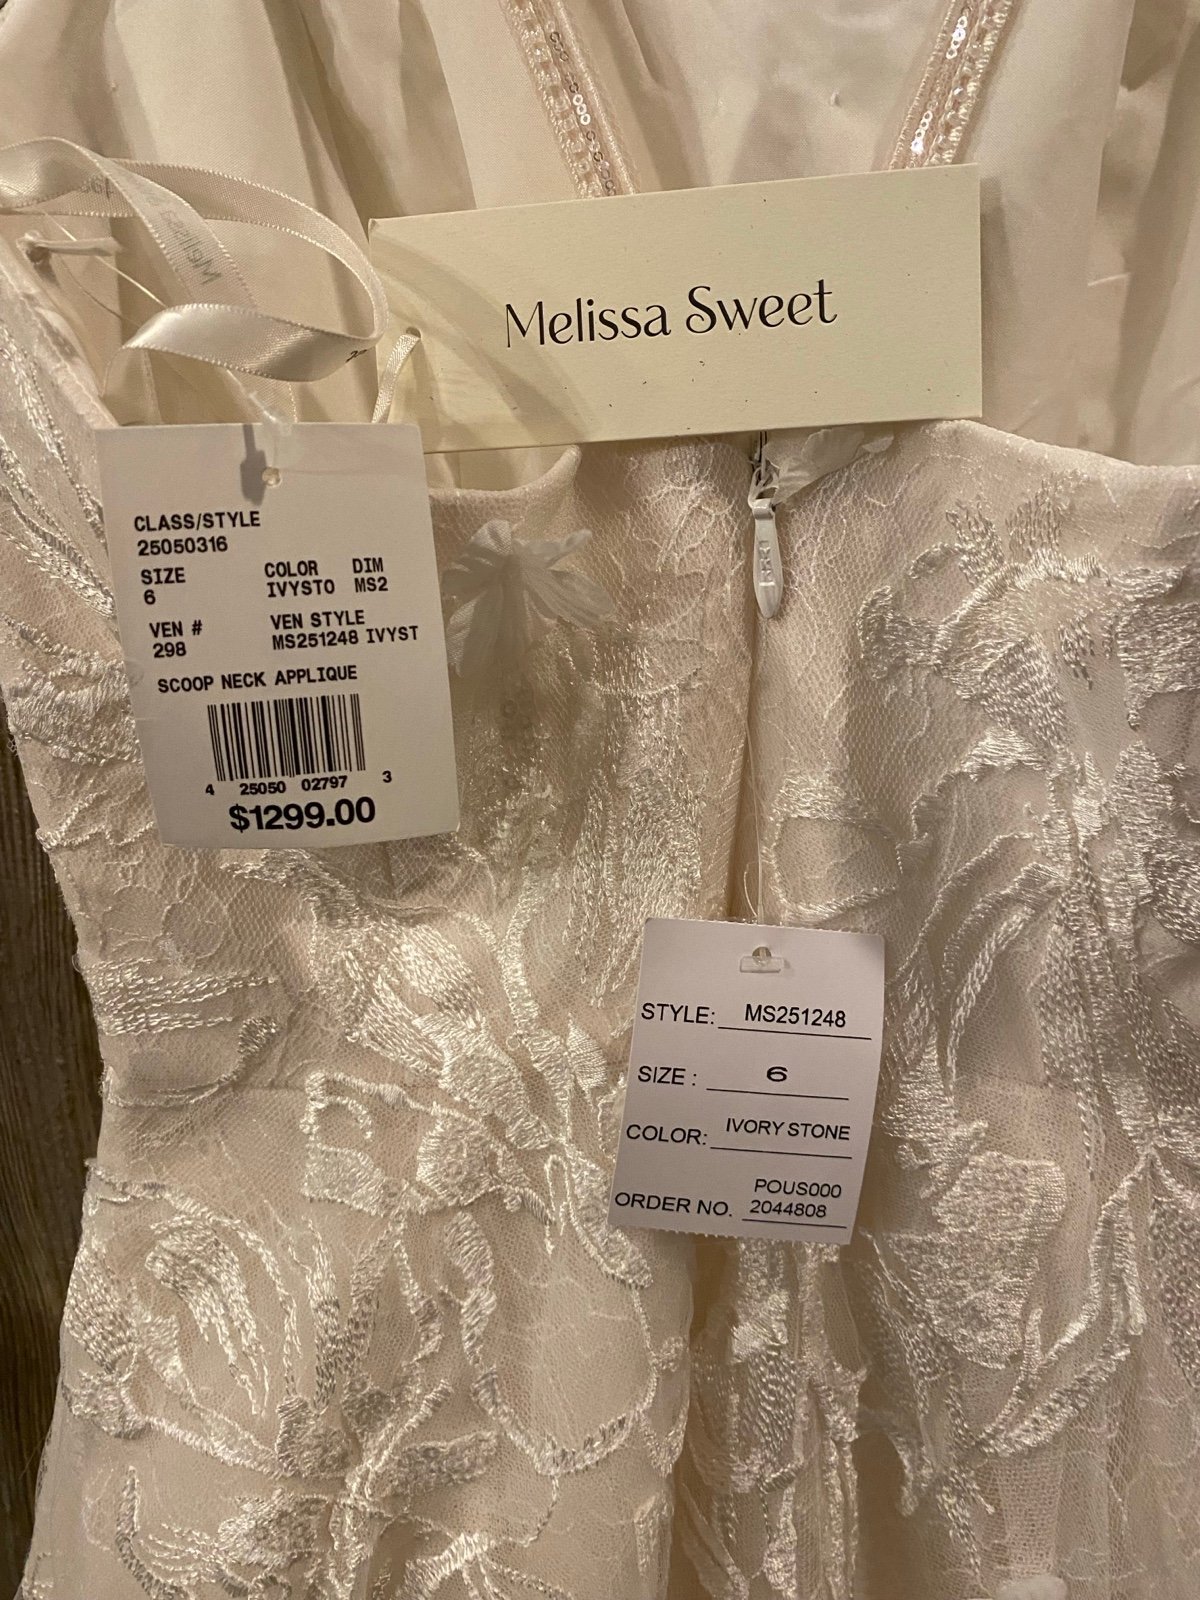 Melissa Sweet
CLASS/STYLE
25050316
SIZE COLOR DIM
6 IVYSTO MS2
VEN # VEN STYLE
298 MS251248 IVYST
SCOOP NECK APPLIQUE
4 25050 02797 3
$1299.00
STYLE: MS251248
SIZE : 6
COLOR: IVORY STONE
POUS000
ORDER NO. 2044808
YKK